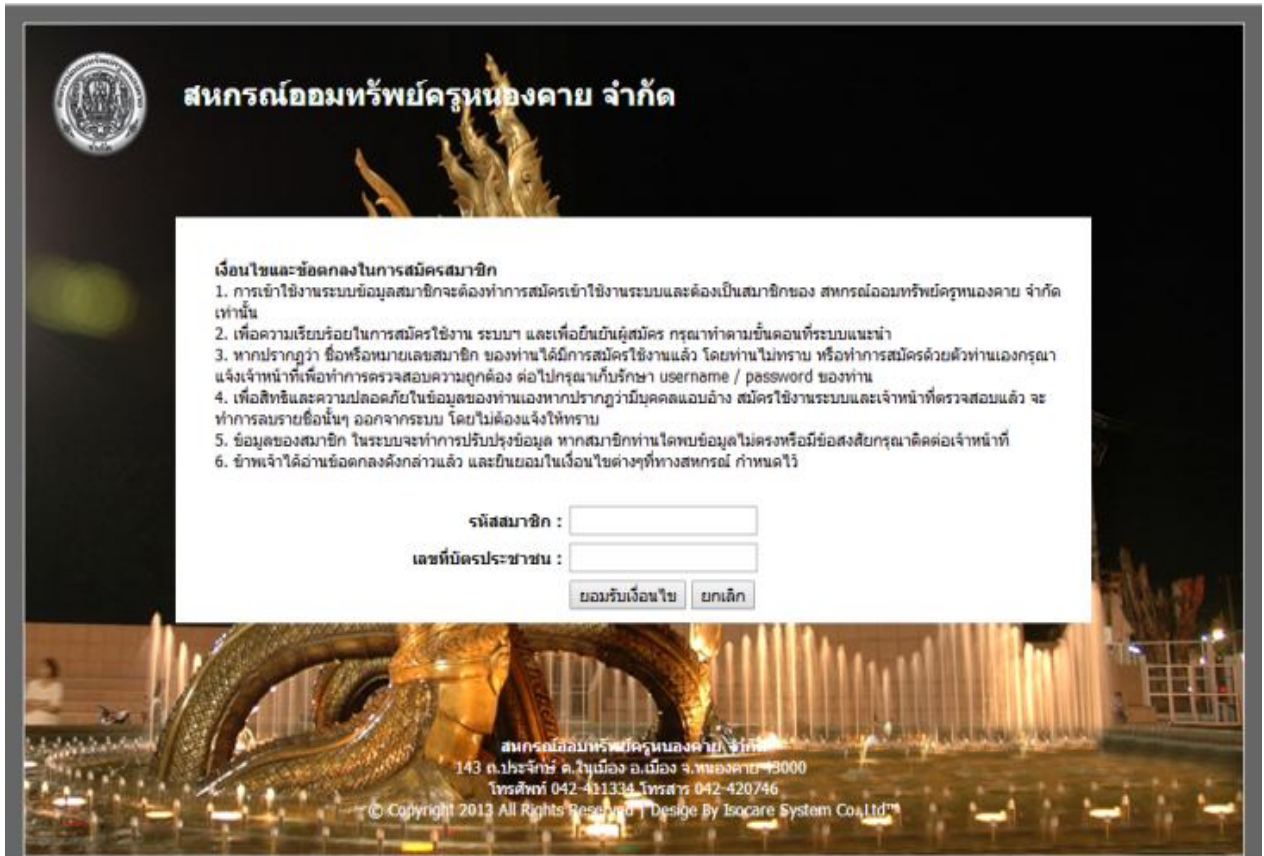 สหกรณ์ออมทรัพย์ครูหนองคาย จำกัด
เงื่อนไขและข้อตกลงในการสมัครสมาชิก
1. การเข้าใช้งานระบบข้อมูลสมาชิกจะต้องทำการสมัครเข้าใช้งานระบบและต้องเป็นสมาชิกของ สหกรณ์ออมทรัพย์ครูหนองคาย จำกัด
เท่านั้น
2. เพื่อความเรียบร้อยในการสมัครใช้งาน ระบบฯ และเพื่อยืนยันผู้สมัคร กรุณาทำตามขั้นตอนที่ระบบแนะนำ
3. หากปรากฏว่า ชื่อหรือหมายเลขสมาชิก ของท่านได้มีการสมัครใช้งานแล้ว โดยท่านไม่ทราบ หรือทำการสมัครด้วยตัวท่านเองกรุณา
แจ้งเจ้าหน้าที่เพื่อทำการตรวจสอบความถูกต้อง ต่อไปกรุณาเก็บรักษา username / password ของท่าน
4. เพื่อสิทธิและความปลอดภัยในข้อมูลของท่านเองหากปรากฏว่ามีบุคคลแอบอ้าง สมัครใช้งานระบบและเจ้าหน้าที่ตรวจสอบแล้ว จะ
ทำการลบรายชื่อนั้นๆ ออกจากระบบ โดยไม่ต้องแจ้งให้ทราบ
5. ข้อมูลของสมาชิก ในระบบจะทำการปรับปรุงข้อมูล หากสมาชิกท่านใดพบข้อมูลไม่ตรงหรือมีข้อสงสัยกรุณาติดต่อเจ้าหน้าที่
6. ข้าพเจ้าได้อ่านข้อตกลงดังกล่าวแล้ว และยินยอมในเงื่อนไขต่างๆที่ทางสหกรณ์ กำหนดไว้
รหัสสมาชิก :
เลขที่บัตรประชาชน :
ยอมรับเงื่อนไข ยกเลิก
สหกรณ์ออมทรัพย์ครูหนองคาย จำกัด
143 ถ.ประจักษ์ ต.ในเมือง อ.เมือง จ.หนองคาย 43000
โทรศัพท์ 042-411334 โทรสาร 042-420746
© Copyright 2013 All Rights Reserved | Desige By Isocare System Co.,Ltd™